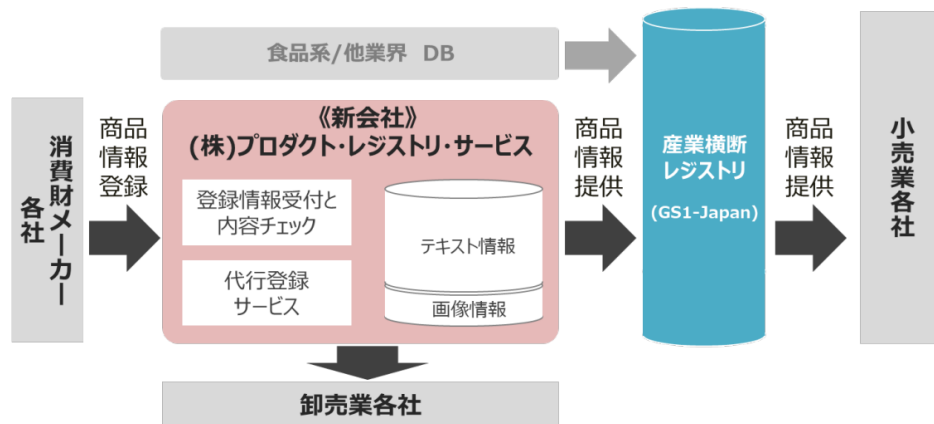 食品系/他業界 DB
消費財メーカー
各社
商品
情報
登録
《新会社》
(株)プロダクト・レジストリ・サービス
登録情報受付と
内容チェック
代行登録
サービス
テキスト情報
画像情報
商品
情報
提供
産業横断
レジストリ
(GS1-Japan)
商品
情報
提供
小売業各社
卸売業各社